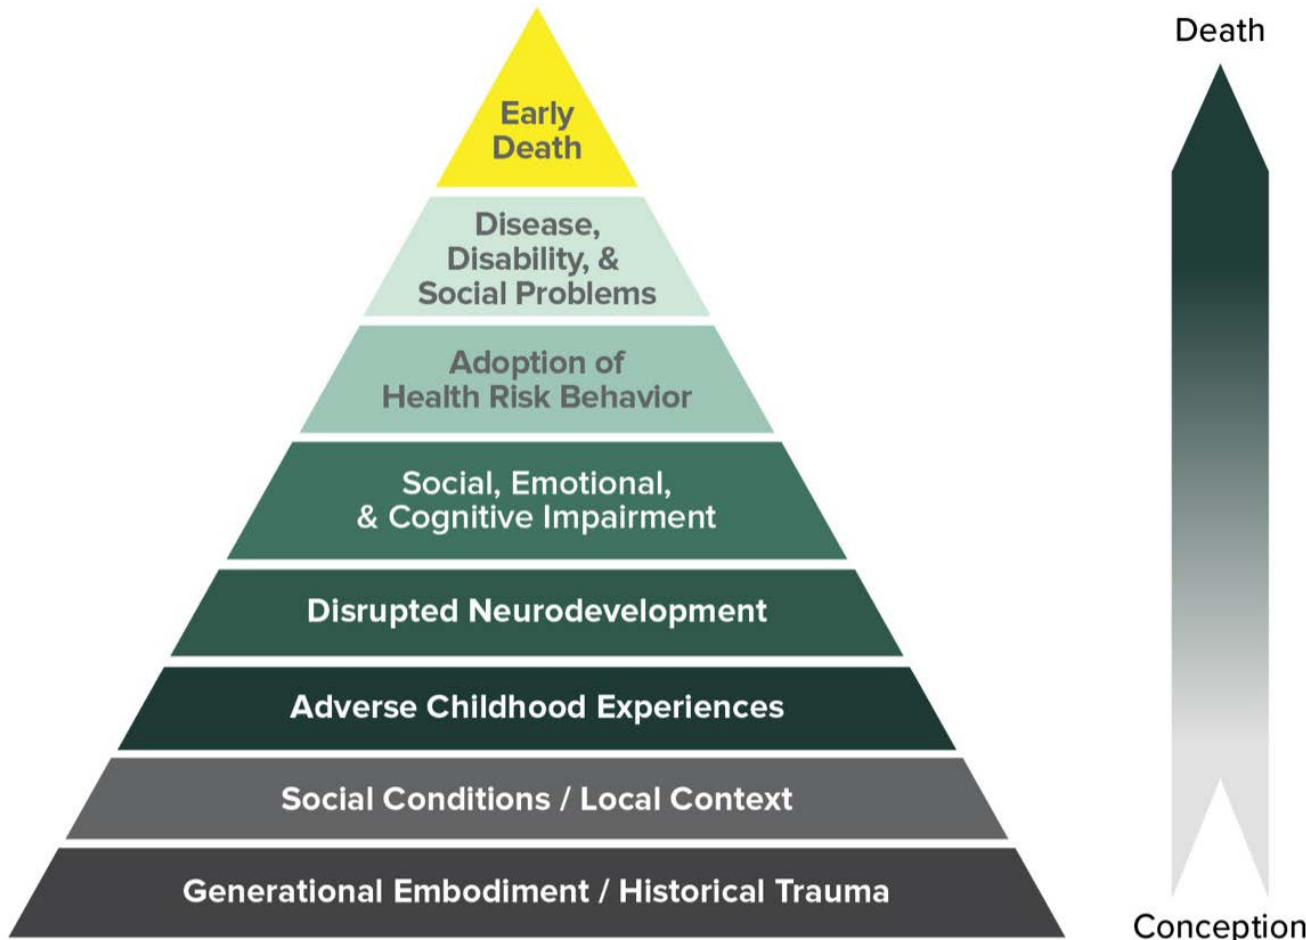 Death
Early
Death
Disease,
Disability, &
Social Problems
Adoption of
Health Risk Behavior
Social, Emotional,
& Cognitive Impairment
Disrupted Neurodevelopment
Adverse Childhood Experiences
Social Conditions / Local Context
Generational Embodiment / Historical Trauma
Conception